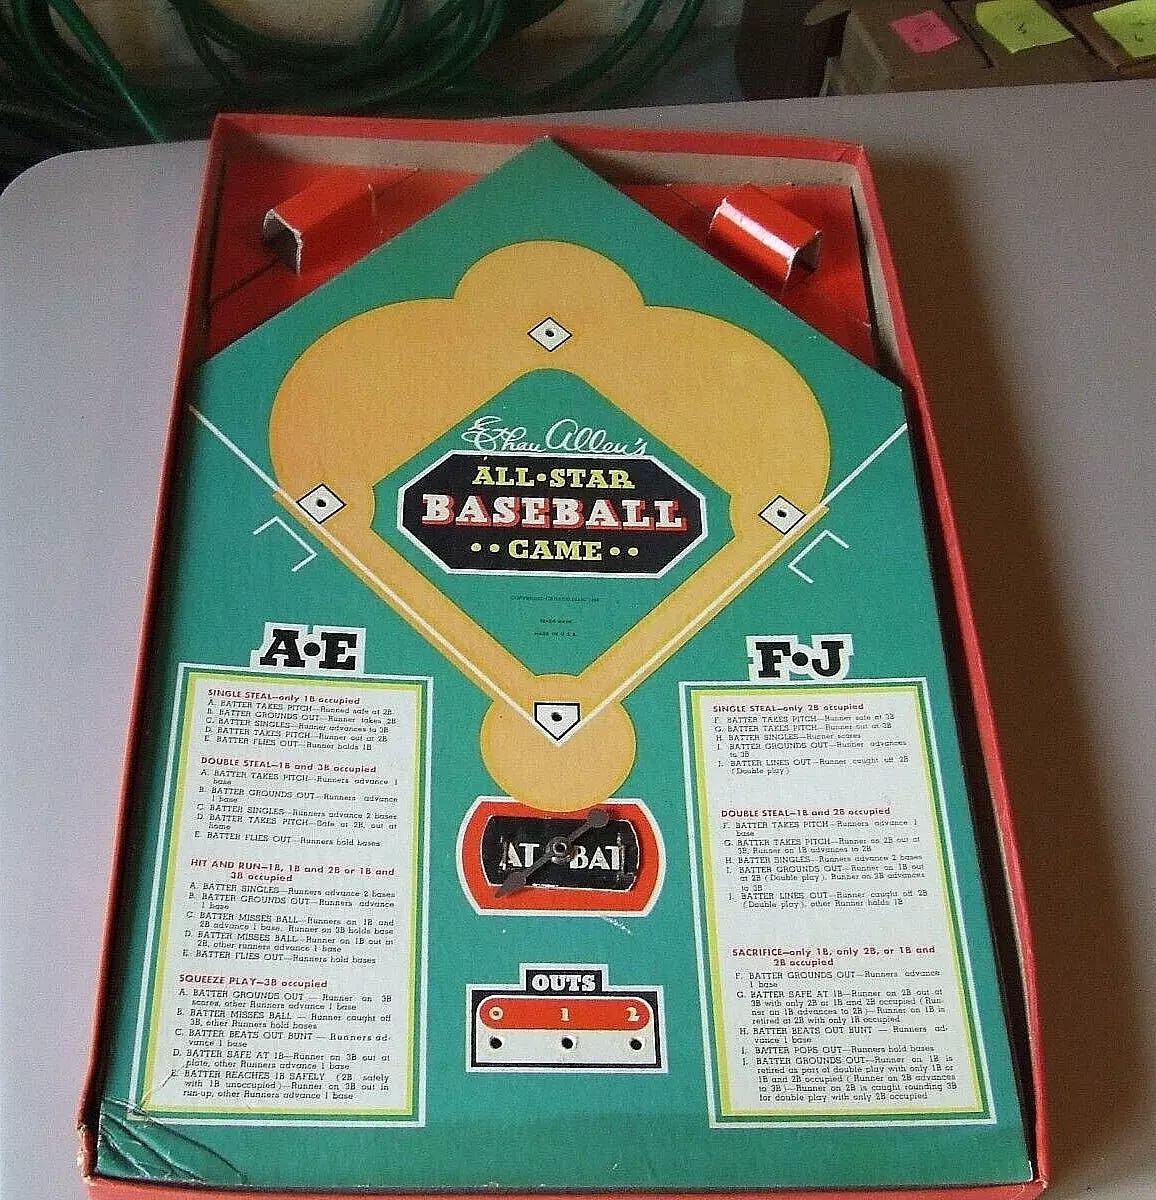 Ethan Allen's
ALL•STAR
BASEBALL
•• GAME ••
TRADE MARK
MADE IN U.S.A.
A•E
SINGLE STEAL—only 1B occupied
A. BATTER TAKES PITCH—Runned safe at 2B
B. BATTER GROUNDS OUT—Runner takes 2B
C. BATTER SINGLES—Runner advances to 3B
D. BATTER TAKES PITCH—Runner out at 2B
E. BATTER FLIES OUT—Runner holds 1B
DOUBLE STEAL—1B and 3B occupied
A. BATTER TAKES PITCH—Runners advance 1
base
B. BATTER GROUNDS OUT—Runners advance
1 base
C. BATTER SINGLES—Runners advance 2 bases
D. BATTER TAKES PITCH—Safe at 2B, out at
home
E. BATTER FLIES OUT—Runners hold bases
HIT AND RUN—1B, 1B and 2B or 1B and
3B occupied
A. BATTER SINGLES—Runners advance 2 bases
B. BATTER GROUNDS OUT—Runners advance
1 base
C. BATTER MISSES BALL—Runners on 1B and
2B advance 1 base, Runner on 3B holds base
D. BATTER MISSES BALL—Runner on 1B out at
2B, other runners advance 1 base
E. BATTER FLIES OUT—Runners hold bases
SQUEEZE PLAY—3B occupied
A. BATTER GROUNDS OUT — Runner on 3B
scores, other Runners advance 1 base
B. BATTER MISSES BALL — Runner caught off
3B, other Runners hold bases
C. BATTER BEATS OUT BUNT — Runners ad-
vance 1 base
D. BATTER SAFE AT 1B—Runner on 3B out at
plate, other Runners advance 1 base
E. BATTER REACHES 1B SAFELY (2B safely
with 1B unoccupied)—Runner on 3B out in
run-up, other Runners advance 1 base
AT BAT
OUTS
0 1 2
F•J
SINGLE STEAL—only 2B occupied
F. BATTER TAKES PITCH—Runner safe at 3B
G. BATTER TAKES PITCH—Runner out at 3B
H. BATTER SINGLES—Runner scores
I. BATTER GROUNDS OUT—Runner advances
to 3B
J. BATTER LINES OUT—Runner caught off 2B
(Double play)
DOUBLE STEAL—1B and 2B occupied
F. BATTER TAKES PITCH—Runners advance 1
base
G. BATTER TAKES PITCH—Runner on 2B out at
3B, Runner on 1B advances to 2B
H. BATTER SINGLES—Runners advance 2 bases
I. BATTER GROUNDS OUT—Runner on 1B out
at 2B (Double play), Runner on 2B advances
to 3B
J. BATTER LINES OUT—Runner caught off 2B
(Double play), other Runner holds 1B
SACRIFICE—only 1B, only 2B, or 1B and
2B occupied
F. BATTER GROUNDS OUT—Runners advance
1 base
G. BATTER SAFE AT 1B—Runner on 2B out at
3B with only 2B or 1B and 2B occupied (Run-
ner on 1B advances to 2B)—Runner on 1B is
retired at 2B with only 1B occupied
H. BATTER BEATS OUT BUNT — Runners ad-
vance 1 base
I. BATTER POPS OUT—Runners hold bases
J. BATTER GROUNDS OUT—Runner on 1B is
retired as part of double play with only 1B or
1B and 2B occupied (Runner on 2B advances
to 3B)—Runner on 2B is caught rounding 3B
for double play with only 2B occupied